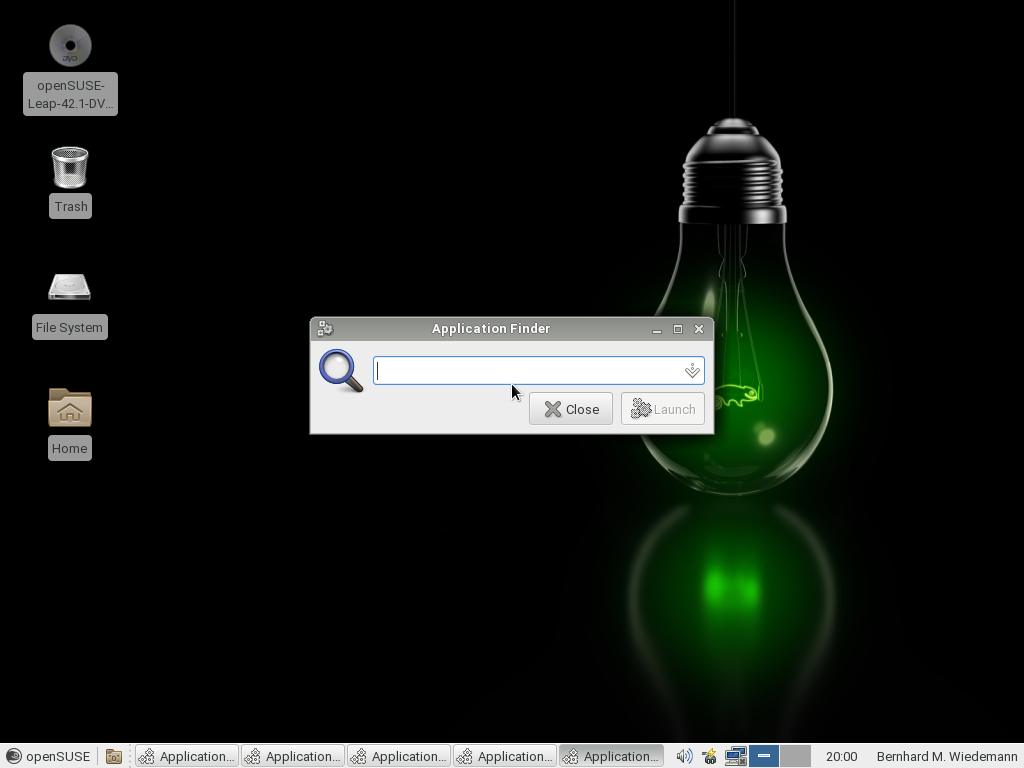 openSUSE-
Leap-42.1-DV...
Trash
File System
Home
Application Finder
Close
Launch
openSUSE
Application...
Application...
Application...
Application...
Application...
20:00
Bernhard M. Wiedemann